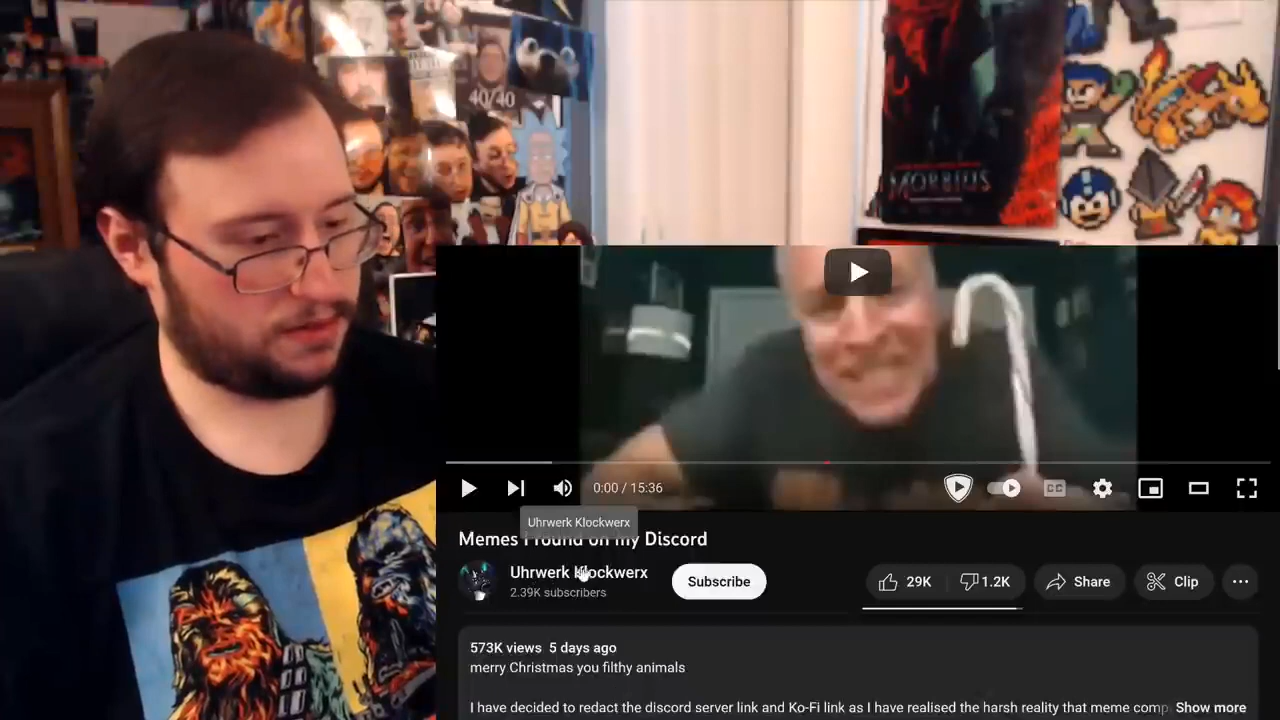 40/40
MORBIUS
0:00 / 15:36
CC
Uhrwerk Klockwerx
Memes I found on my Discord
Uhrwerk Klockwerx
2.39K subscribers
Subscribe
29K
1.2K
Share
Clip
573K views 5 days ago
merry Christmas you filthy animals
I have decided to redact the discord server link and Ko-Fi link as I have realised the harsh reality that meme comp
Show more